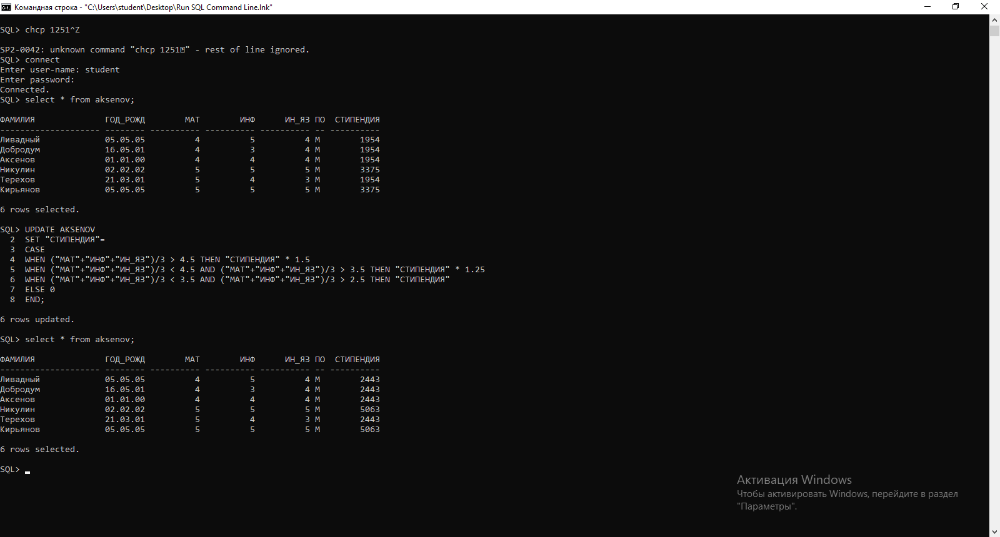 Командная строка - "C:\Users\student\Desktop\Run SQL Command Line.lnk"
SQL> chcp 1251^Z
SP2-0042: unknown command "chcp 1251" - rest of line ignored.
SQL> connect
Enter user-name: student
Enter password:
Connected.
SQL> select * from aksenov;
ФАМИЛИЯ ГОД_РОЖД МАТ ИНФ ИН_ЯЗ ПО СТИПЕНДИЯ
-------------------- -------- ---------- ---------- ---------- -- ----------
Ливадный 05.05.05 4 5 4 М 1954
Добродум 16.05.01 4 3 4 М 1954
Аксенов 01.01.00 4 4 4 М 1954
Никулин 02.02.02 5 5 5 М 3375
Терехов 21.03.01 5 4 3 М 1954
Кирьянов 05.05.05 5 5 5 М 3375
6 rows selected.
SQL> UPDATE AKSENOV
2 SET "СТИПЕНДИЯ"=
3 CASE
4 WHEN ("МАТ"+"ИНФ"+"ИН_ЯЗ")/3 > 4.5 THEN "СТИПЕНДИЯ" * 1.5
5 WHEN ("МАТ"+"ИНФ"+"ИН_ЯЗ")/3 < 4.5 AND ("МАТ"+"ИНФ"+"ИН_ЯЗ")/3 > 3.5 THEN "СТИПЕНДИЯ" * 1.25
6 WHEN ("МАТ"+"ИНФ"+"ИН_ЯЗ")/3 < 3.5 AND ("МАТ"+"ИНФ"+"ИН_ЯЗ")/3 > 2.5 THEN "СТИПЕНДИЯ"
7 ELSE 0
8 END;
6 rows updated.
SQL> select * from aksenov;
ФАМИЛИЯ ГОД_РОЖД МАТ ИНФ ИН_ЯЗ ПО СТИПЕНДИЯ
-------------------- -------- ---------- ---------- ---------- -- ----------
Ливадный 05.05.05 4 5 4 М 2443
Добродум 16.05.01 4 3 4 М 2443
Аксенов 01.01.00 4 4 4 М 2443
Никулин 02.02.02 5 5 5 М 5063
Терехов 21.03.01 5 4 3 М 2443
Кирьянов 05.05.05 5 5 5 М 5063
6 rows selected.
SQL>
Активация Windows
Чтобы активировать Windows, перейдите в раздел
"Параметры".